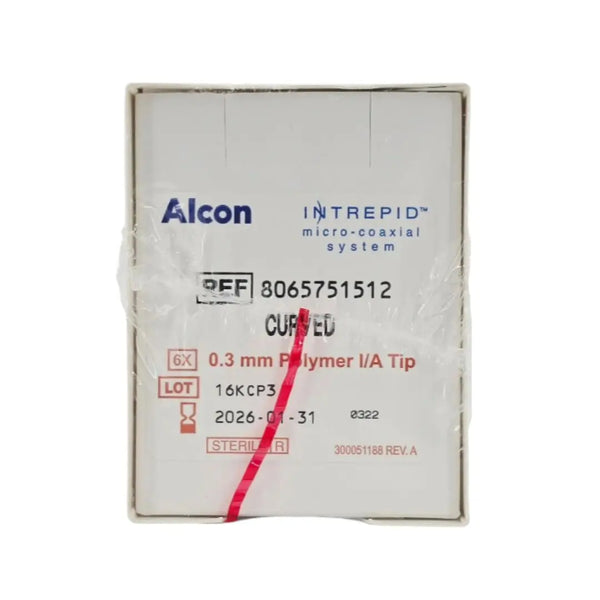 Alcon
INTREPID™
micro-coaxial
system
REF 8065751512
CURVED
6X 0.3 mm Polymer I/A Tip
LOT 16KCP3
2026-01-31 0322
STERILE R 300051188 REV. A